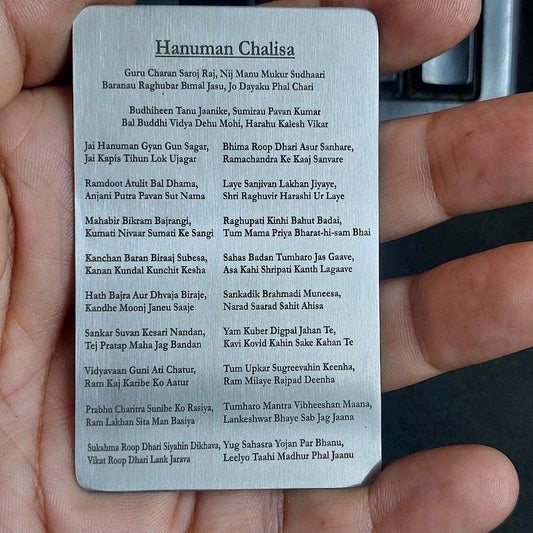 Hanuman Chalisa
Guru Charan Saroj Raj, Nij Manu Mukur Sudhaari
Baranau Raghubar Bimal Jasu, Jo Dayaku Phal Chari
Budhiheen Tanu Jaanike, Sumirau Pavan Kumar
Bal Buddhi Vidya Dehu Mohi, Harahu Kalesh Vikar
Jai Hanuman Gyan Gun Sagar,
Jai Kapis Tihun Lok Ujagar
Ramdoot Atulit Bal Dhama,
Anjani Putra Pavan Sut Nama
Mahabir Bikram Bajrangi,
Kumati Nivaar Sumati Ke Sangi
Kanchan Baran Biraaj Subesa,
Kanan Kundal Kunchit Kesha
Hath Bajra Aur Dhvaja Biraje,
Kandhe Moonj Janeu Saaje
Sankar Suvan Kesari Nandan,
Tej Pratap Maha Jag Bandan
Vidyavaan Guni Ati Chatur,
Ram Kaj Karibe Ko Aatur
Prabhu Charitra Sunibe Ko Rasiya,
Ram Lakhan Sita Man Basiya
Sukshma Roop Dhari Siyahin Dikhava,
Vikat Roop Dhari Lank Jarava
Bhima Roop Dhari Asur Sanhare,
Ramachandra Ke Kaaj Sanvare
Laye Sanjivan Lakhan Jiyaye,
Shri Raghuvir Harashi Ur Laye
Raghupati Kinhi Bahut Badai,
Tum Mama Priya Bharat-hi-sam Bhai
Sahas Badan Tumharo Jas Gaave,
Asa Kahi Shripati Kanth Lagaave
Sankadik Brahmadi Muneesa,
Narad Saarad Sahit Ahisa
Yam Kuber Digpal Jahan Te,
Kavi Kovid Kahin Sake Kahan Te
Tum Upkar Sugreevahin Keenha,
Ram Milaye Rajpad Deenha
Tumharo Mantra Vibheeshan Maana,
Lankeshwar Bhaye Sab Jag Jaana
Yug Sahasra Yojan Par Bhanu,
Leelyo Taahi Madhur Phal Jaanu